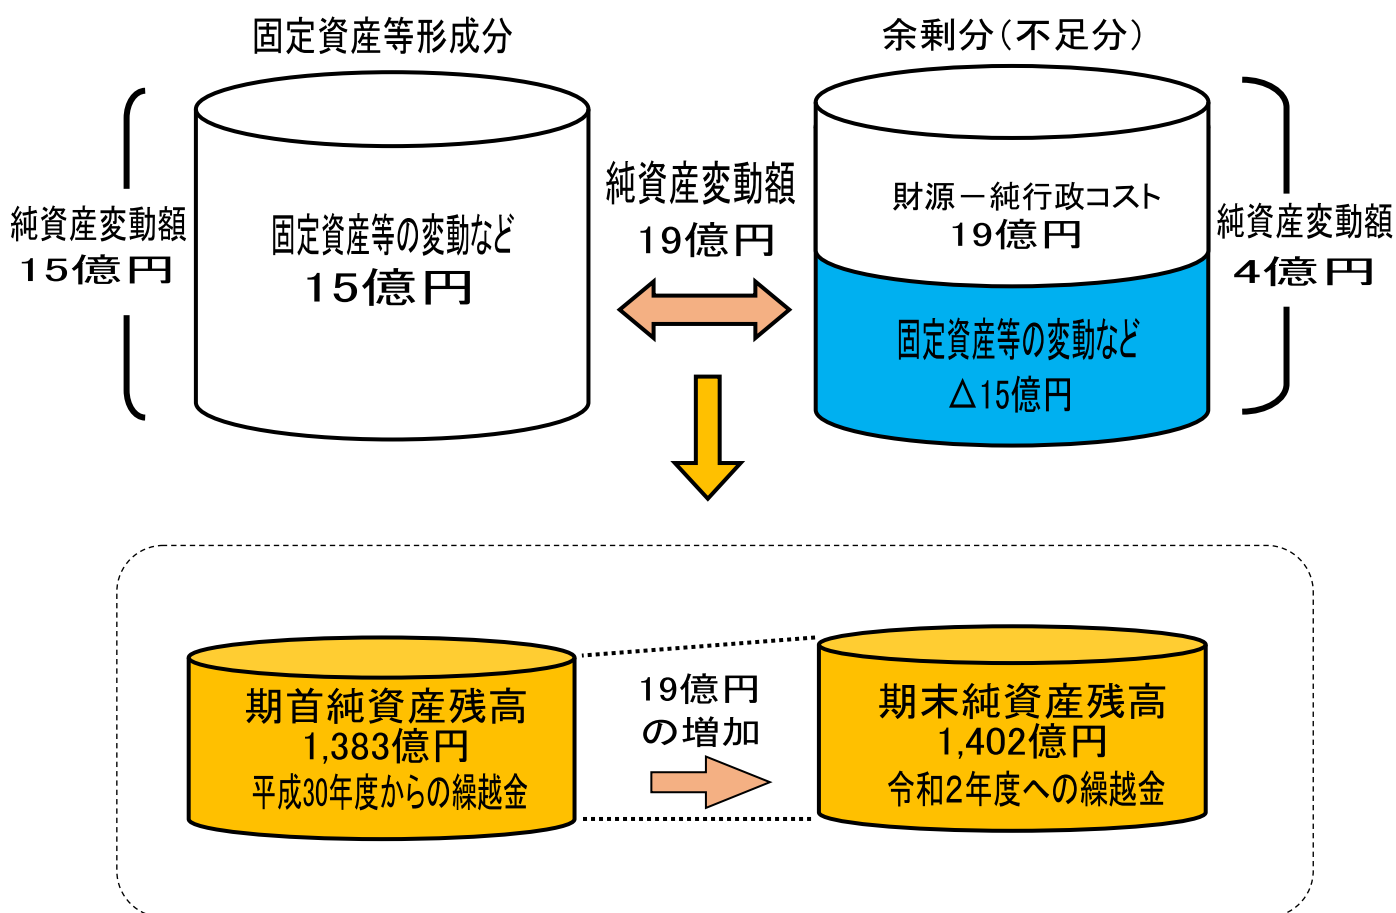 固定資産等形成分
余剰分（不足分）
純資産変動額
15億円
固定資産等の変動など
15億円
純資産変動額
19億円
財源－純行政コスト
19億円
固定資産等の変動など
△15億円
純資産変動額
4億円
期首純資産残高
1,383億円
平成30年度からの繰越金
19億円
の増加
期末純資産残高
1,402億円
令和2年度への繰越金